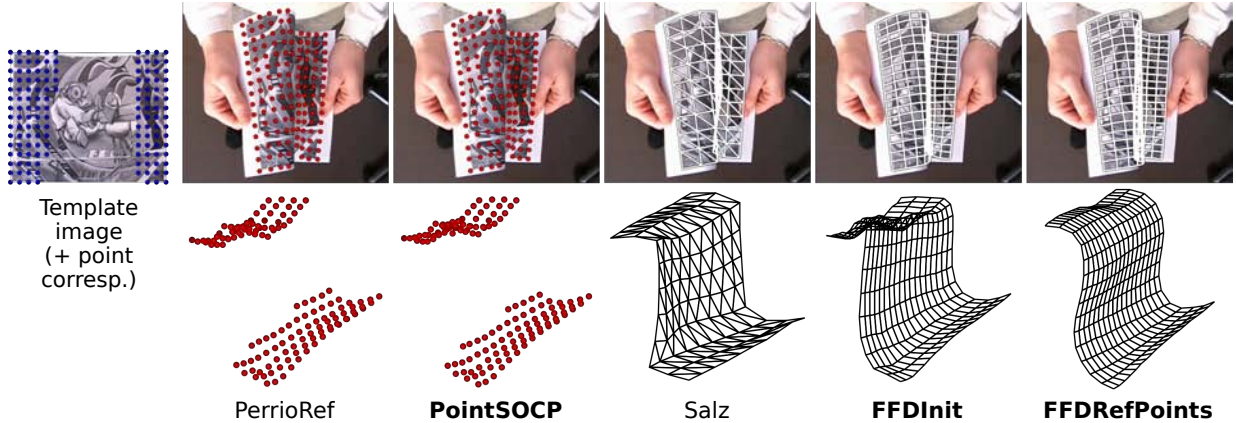 Template
image
(+ point
corresp.)
PerrioRef
PointSOCP
Salz
FFDInit
FFDRefPoints